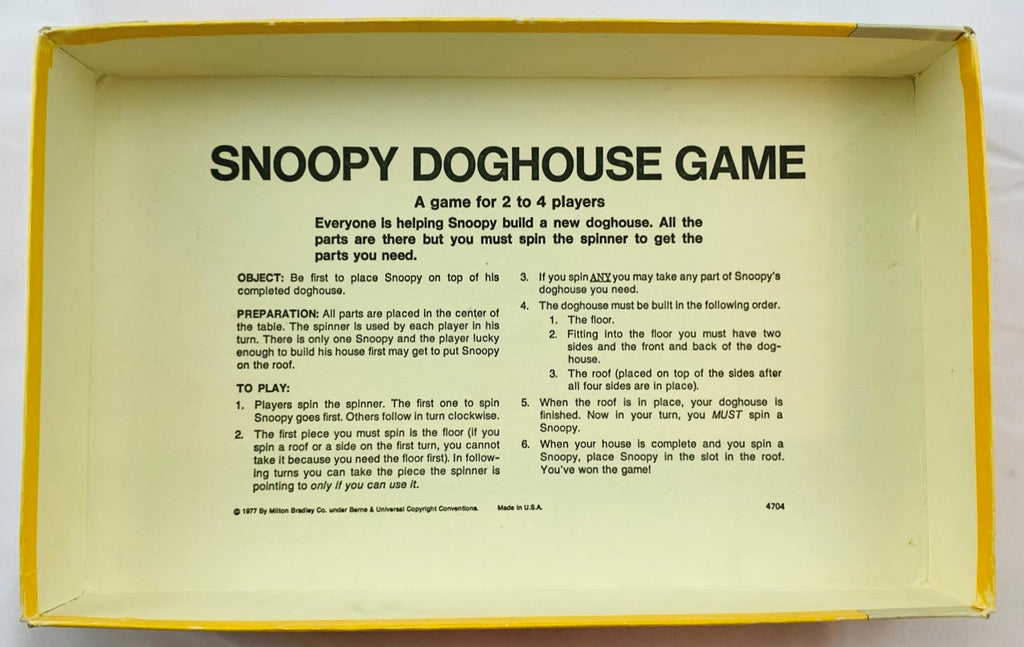 SNOOPY DOGHOUSE GAME
A game for 2 to 4 players
Everyone is helping Snoopy build a new doghouse. All the
parts are there but you must spin the spinner to get the
parts you need.
OBJECT: Be first to place Snoopy on top of his
completed doghouse.
PREPARATION: All parts are placed in the center of
the table. The spinner is used by each player in his
turn. There is only one Snoopy and the player lucky
enough to build his house first may get to put Snoopy
on the roof.
TO PLAY:
1. Players spin the spinner. The first one to spin
Snoopy goes first. Others follow in turn clockwise.
2. The first piece you must spin is the floor (if you
spin a roof or a side on the first turn, you cannot
take it because you need the floor first). In follow-
ing turns you can take the piece the spinner is
pointing to only if you can use it.
3. If you spin ANY you may take any part of Snoopy's
doghouse you need.
4. The doghouse must be built in the following order.
1. The floor.
2. Fitting into the floor you must have two
sides and the front and back of the dog-
house.
3. The roof (placed on top of the sides after
all four sides are in place).
5. When the roof is in place, your doghouse is
finished. Now in your turn, you MUST spin a
Snoopy.
6. When your house is complete and you spin a
Snoopy, place Snoopy in the slot in the roof.
You've won the game!
© 1977 By Milton Bradley Co. under Berne & Universal Copyright Conventions. Made in U.S.A. 4704